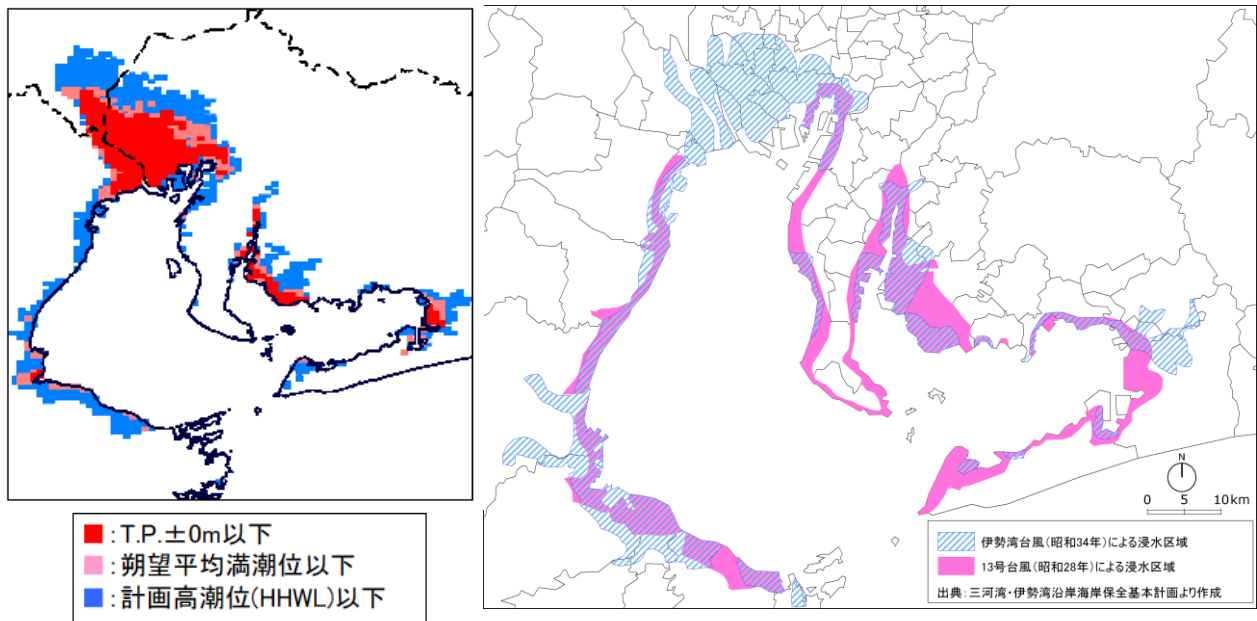 ■：T.P.±0m以下
■：朔望平均満潮位以下
■：計画高潮位(HHWL)以下
N
0 5 10km
伊勢湾台風(昭和34年)による浸水区域
13号台風(昭和28年)による浸水区域
出典：三河湾・伊勢湾沿岸海岸保全基本計画より作成